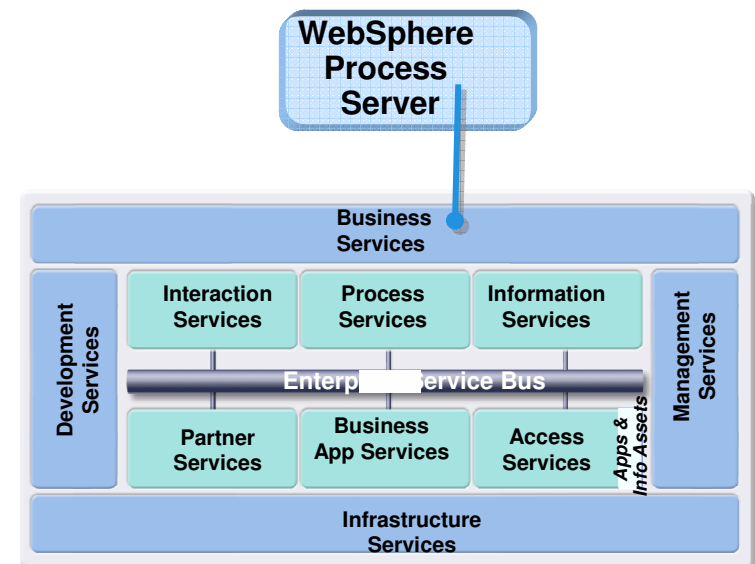 WebSphere
Process
Server
Business
Services
Development
Services
Interaction
Services
Process
Services
Information
Services
Management
Services
Enterp Service Bus
Partner
Services
Business
App Services
Access
Services
Apps &
Info Assets
Infrastructure
Services